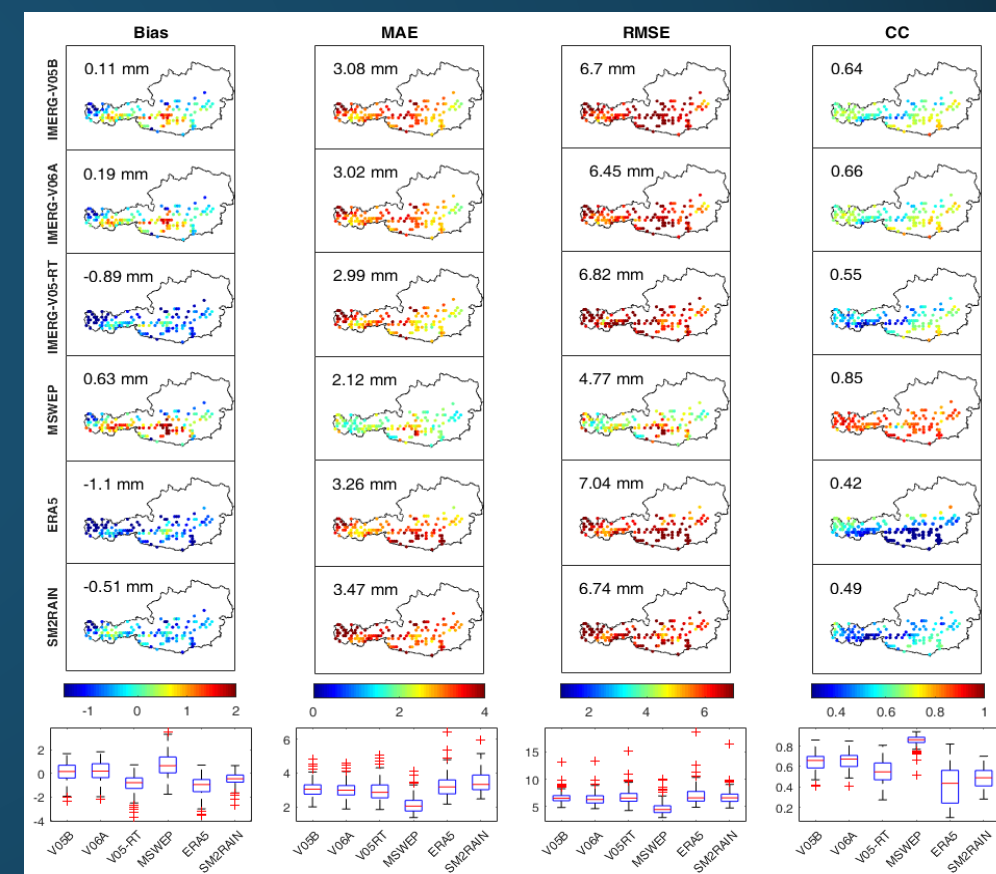 Bias MAE RMSE CC
IMERG-V05B 0.11 mm 3.08 mm 6.7 mm 0.64
IMERG-V06A 0.19 mm 3.02 mm 6.45 mm 0.66
IMERG-V05-RT -0.89 mm 2.99 mm 6.82 mm 0.55
MSWEP 0.63 mm 2.12 mm 4.77 mm 0.85
ERA5 -1.1 mm 3.26 mm 7.04 mm 0.42
SM2RAIN -0.51 mm 3.47 mm 6.74 mm 0.49
-1 0 1 2 0 2 4 2 4 6 0.4 0.6 0.8 1
2 6 15 0.8
0 4 10 0.6
-2 2 5 0.4
-4 0.2
V05B V06A V05-RT MSWEP ERA5 SM2RAIN V05B V06A V05RT MSWEP ERA5 SM2RAIN V05B V06A V05-RT MSWEP ERA5 SM2RAIN V05B V06A V05-RT MSWEP ERA5 SM2RAIN